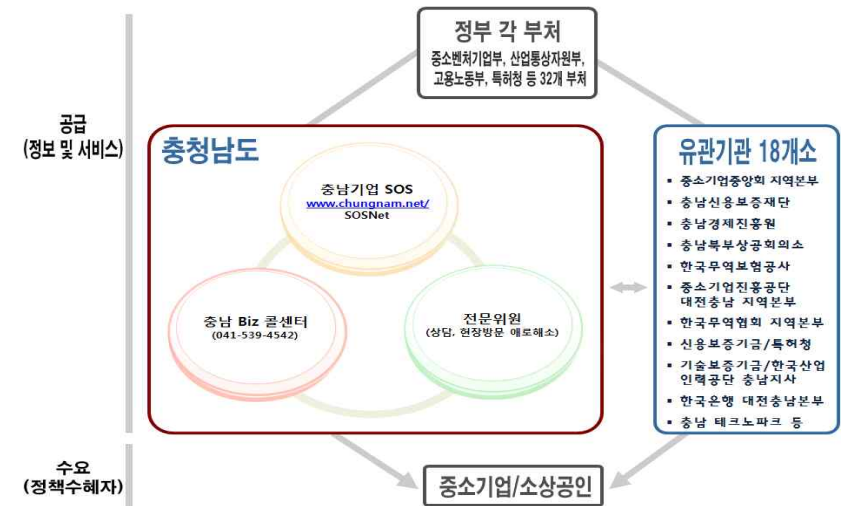 정부 각 부처
중소벤처기업부, 산업통상자원부,
고용노동부, 특허청 등 32개 부처
공급
(정보 및 서비스)
충청남도
충남기업 SOS
www.chungnam.net/
SOSNet
충남 Biz 콜센터
(041-539-4542)
전문위원
(상담, 현장방문 애로해소)
유관기관 18개소
▪ 중소기업중앙회 지역본부
▪ 충남신용보증재단
▪ 충남경제진흥원
▪ 충남북부상공회의소
▪ 한국무역보험공사
▪ 중소기업진흥공단
대전충남 지역본부
▪ 한국무역협회 지역본부
▪ 신용보증기금/특허청
▪ 기술보증기금/한국산업
인력공단 충남지사
▪ 한국은행 대전충남본부
▪ 충남 테크노파크 등
수요
(정책수혜자)
중소기업/소상공인